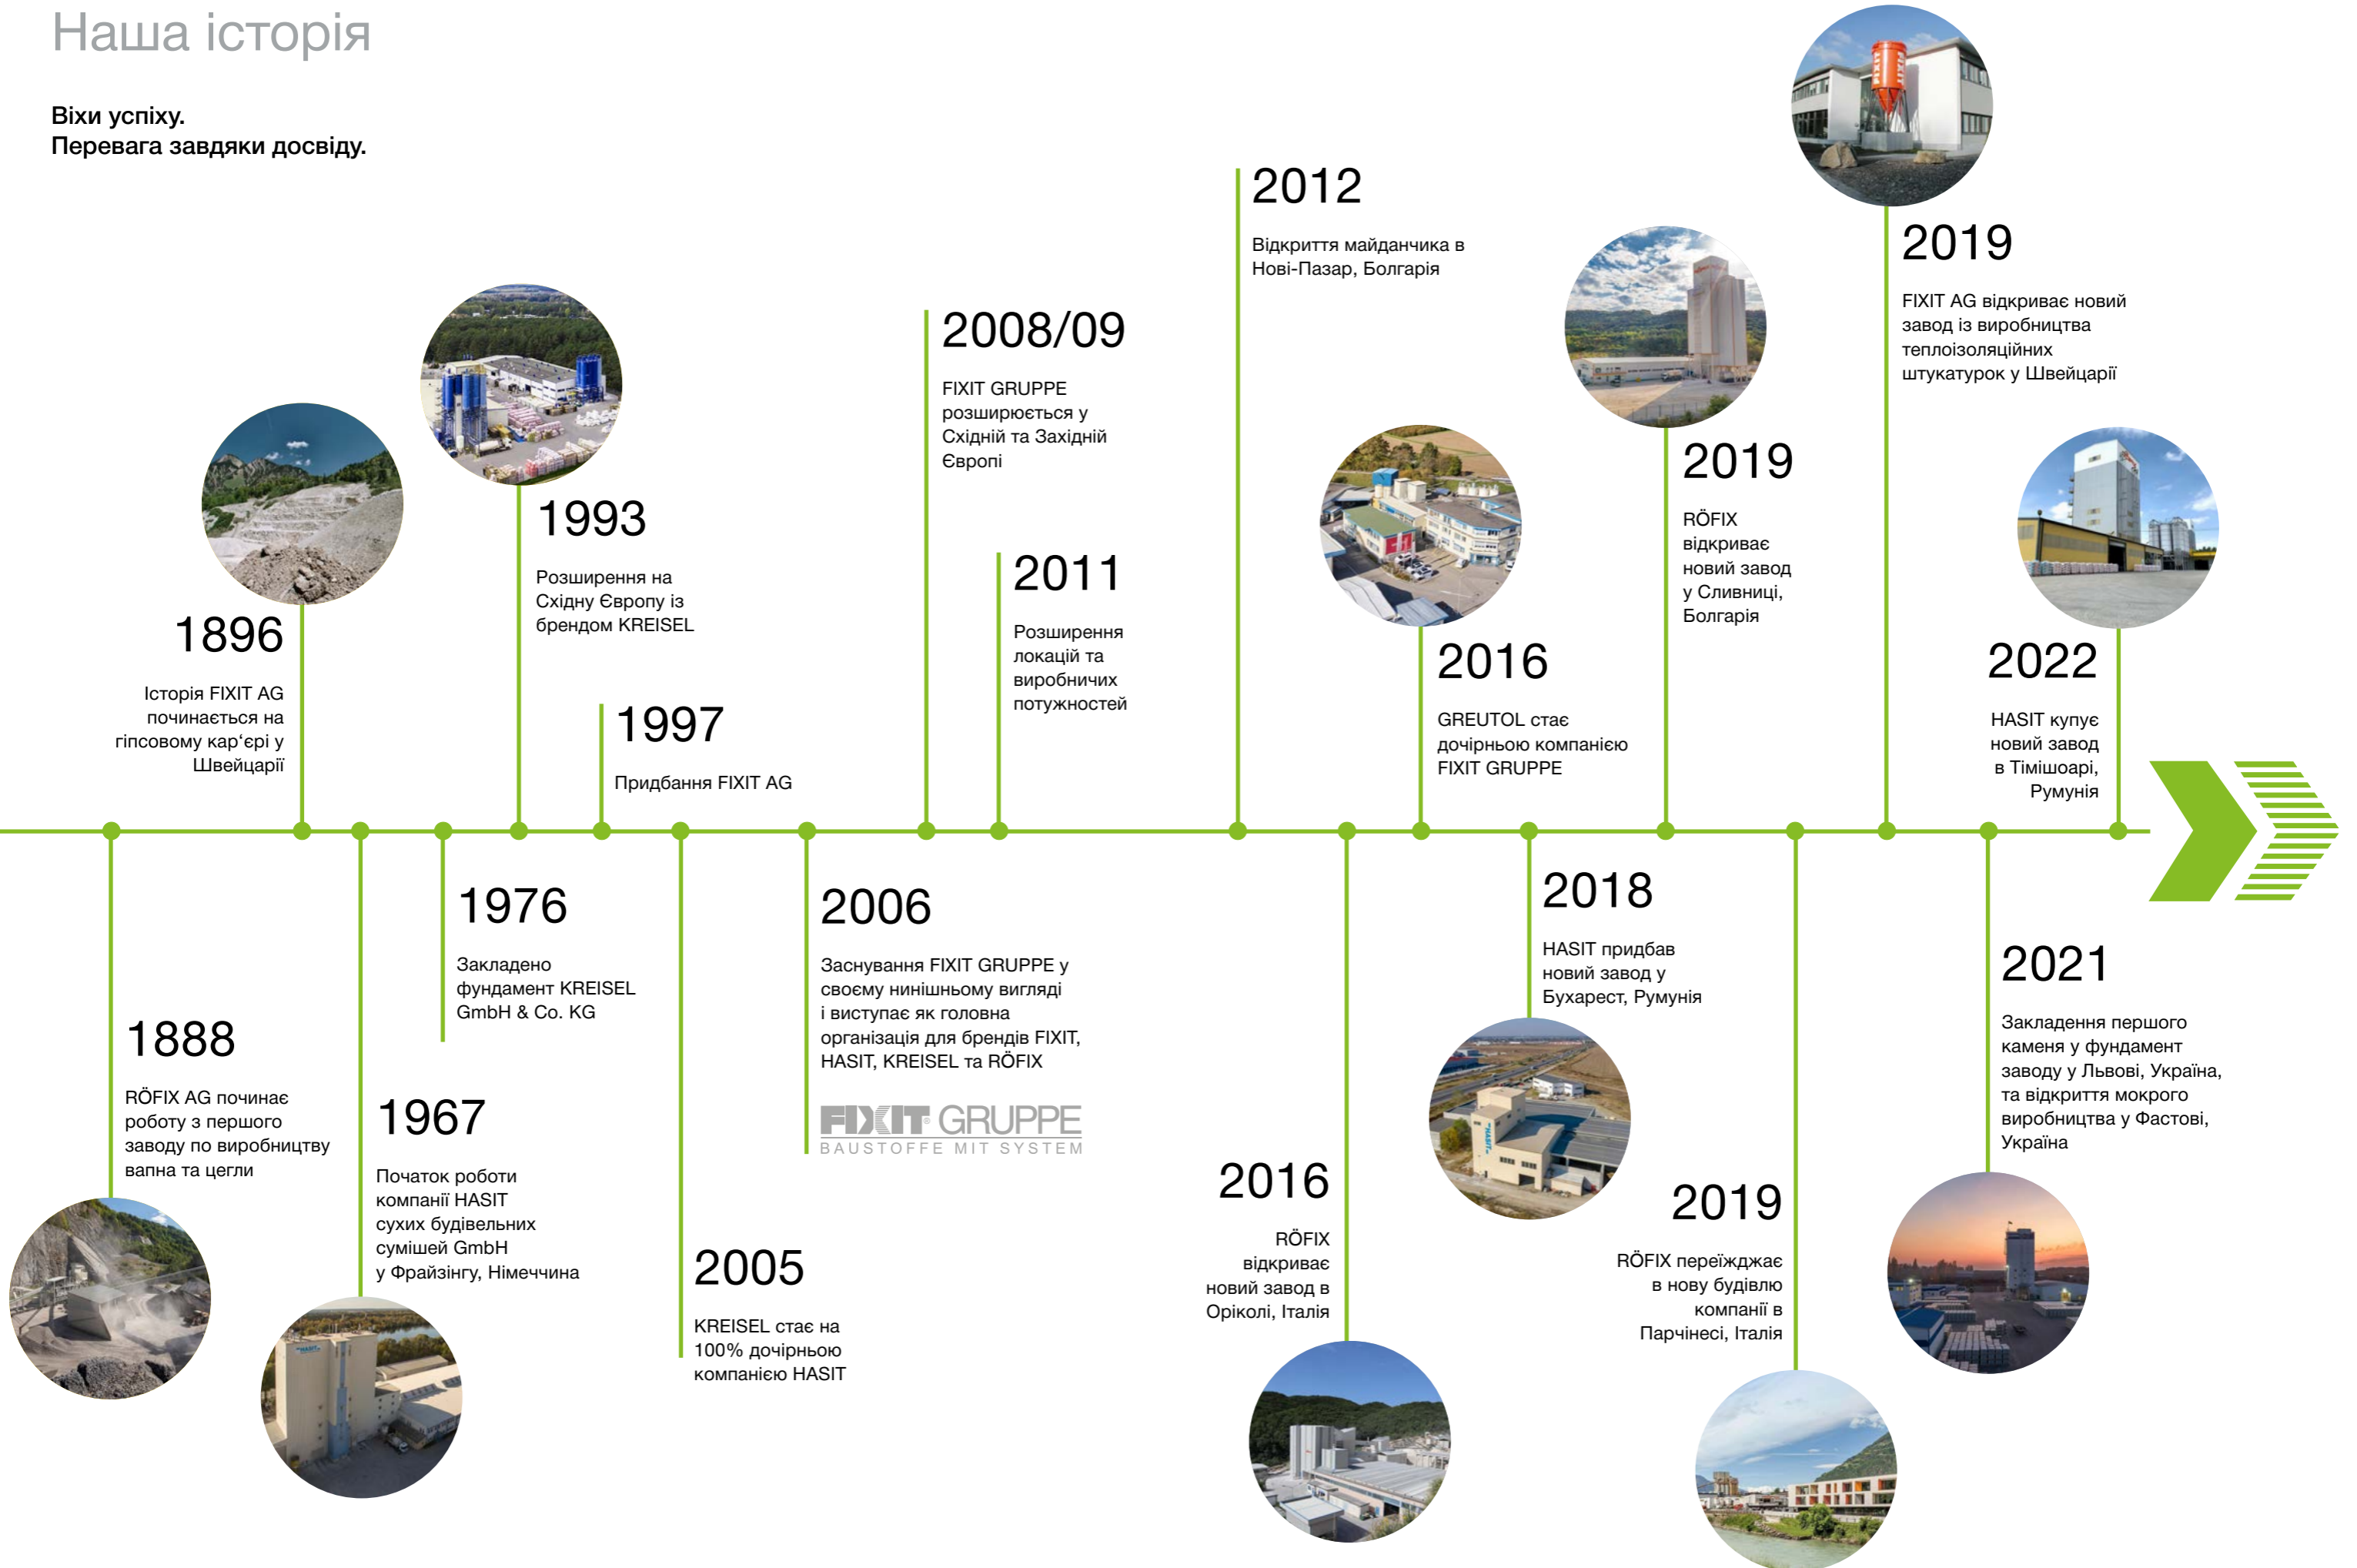 Наша історія
Віхи успіху.
Перевага завдяки досвіду.
1888
RÖFIX AG починає
роботу з першого
заводу по виробництву
вапна та цегли
1896
Історія FIXIT AG
починається на
гіпсовому кар‘єрі у
Швейцарії
1967
Початок роботи
компанії HASIT
сухих будівельних
сумішей GmbH
у Фрайзінгу, Німеччина
HASIT
1976
Закладено
фундамент KREISEL
GmbH & Co. KG
1993
Розширення на
Східну Європу із
брендом KREISEL
1997
Придбання FIXIT AG
2005
KREISEL стає на
100% дочірньою
компанією HASIT
2006
Заснування FIXIT GRUPPE у
своєму нинішньому вигляді
і виступає як головна
організація для брендів FIXIT,
HASIT, KREISEL та RÖFIX
FIXIT® GRUPPE
BAUSTOFFE MIT SYSTEM
2008/09
FIXIT GRUPPE
розширюється у
Східній та Західній
Європі
2011
Розширення
локацій та
виробничих
потужностей
2012
Відкриття майданчика в
Нові-Пазар, Болгарія
2016
RÖFIX
відкриває
новий завод в
Оріколі, Італія
2016
GREUTOL стає
дочірньою компанією
FIXIT GRUPPE
2018
HASIT придбав
новий завод у
Бухарест, Румунія
HASIT
2019
RÖFIX
відкриває
новий завод
у Сливниці,
Болгарія
2019
RÖFIX переїжджає
в нову будівлю
компанії в
Парчінесі, Італія
2019
FIXIT AG відкриває новий
завод із виробництва
теплоізоляційних
штукатурок у Швейцарії
FIXIT
FIXIT
2021
Закладення першого
каменя у фундамент
заводу у Львові, Україна,
та відкриття мокрого
виробництва у Фастові,
Україна
2022
HASIT купує
новий завод
в Тімішоарі,
Румунія